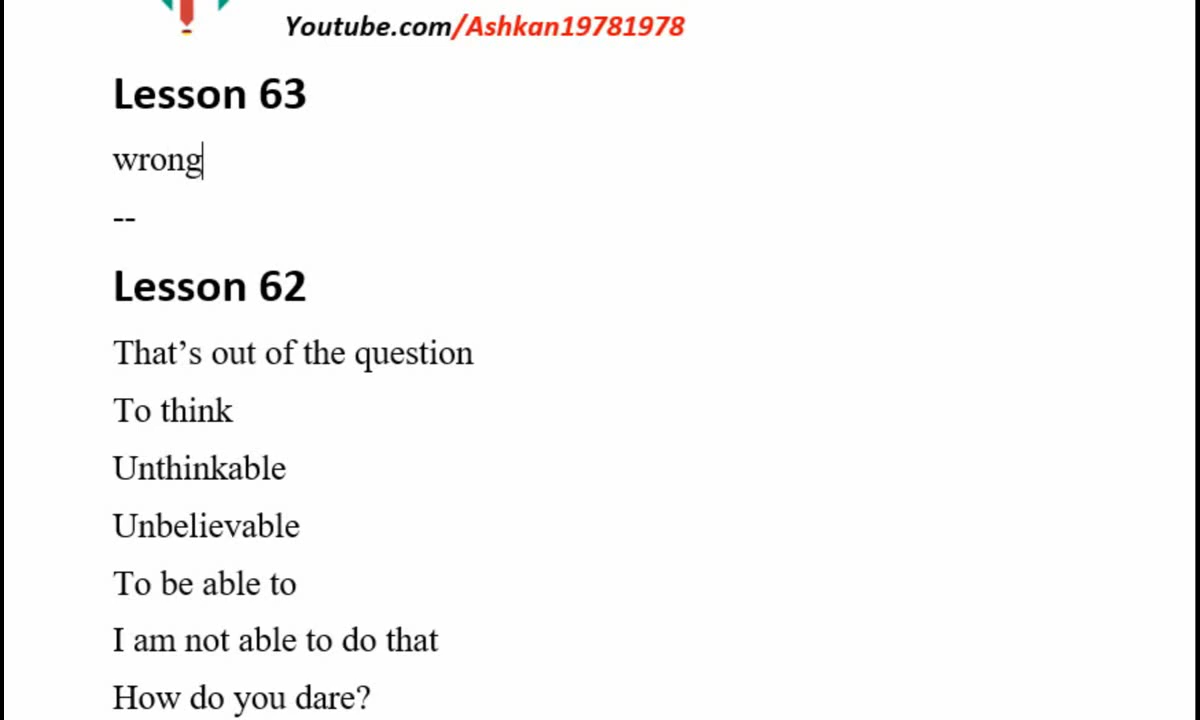 Youtube.com/Ashkan19781978
Lesson 63
wrong
--
Lesson 62
That’s out of the question
To think
Unthinkable
Unbelievable
To be able to
I am not able to do that
How do you dare?